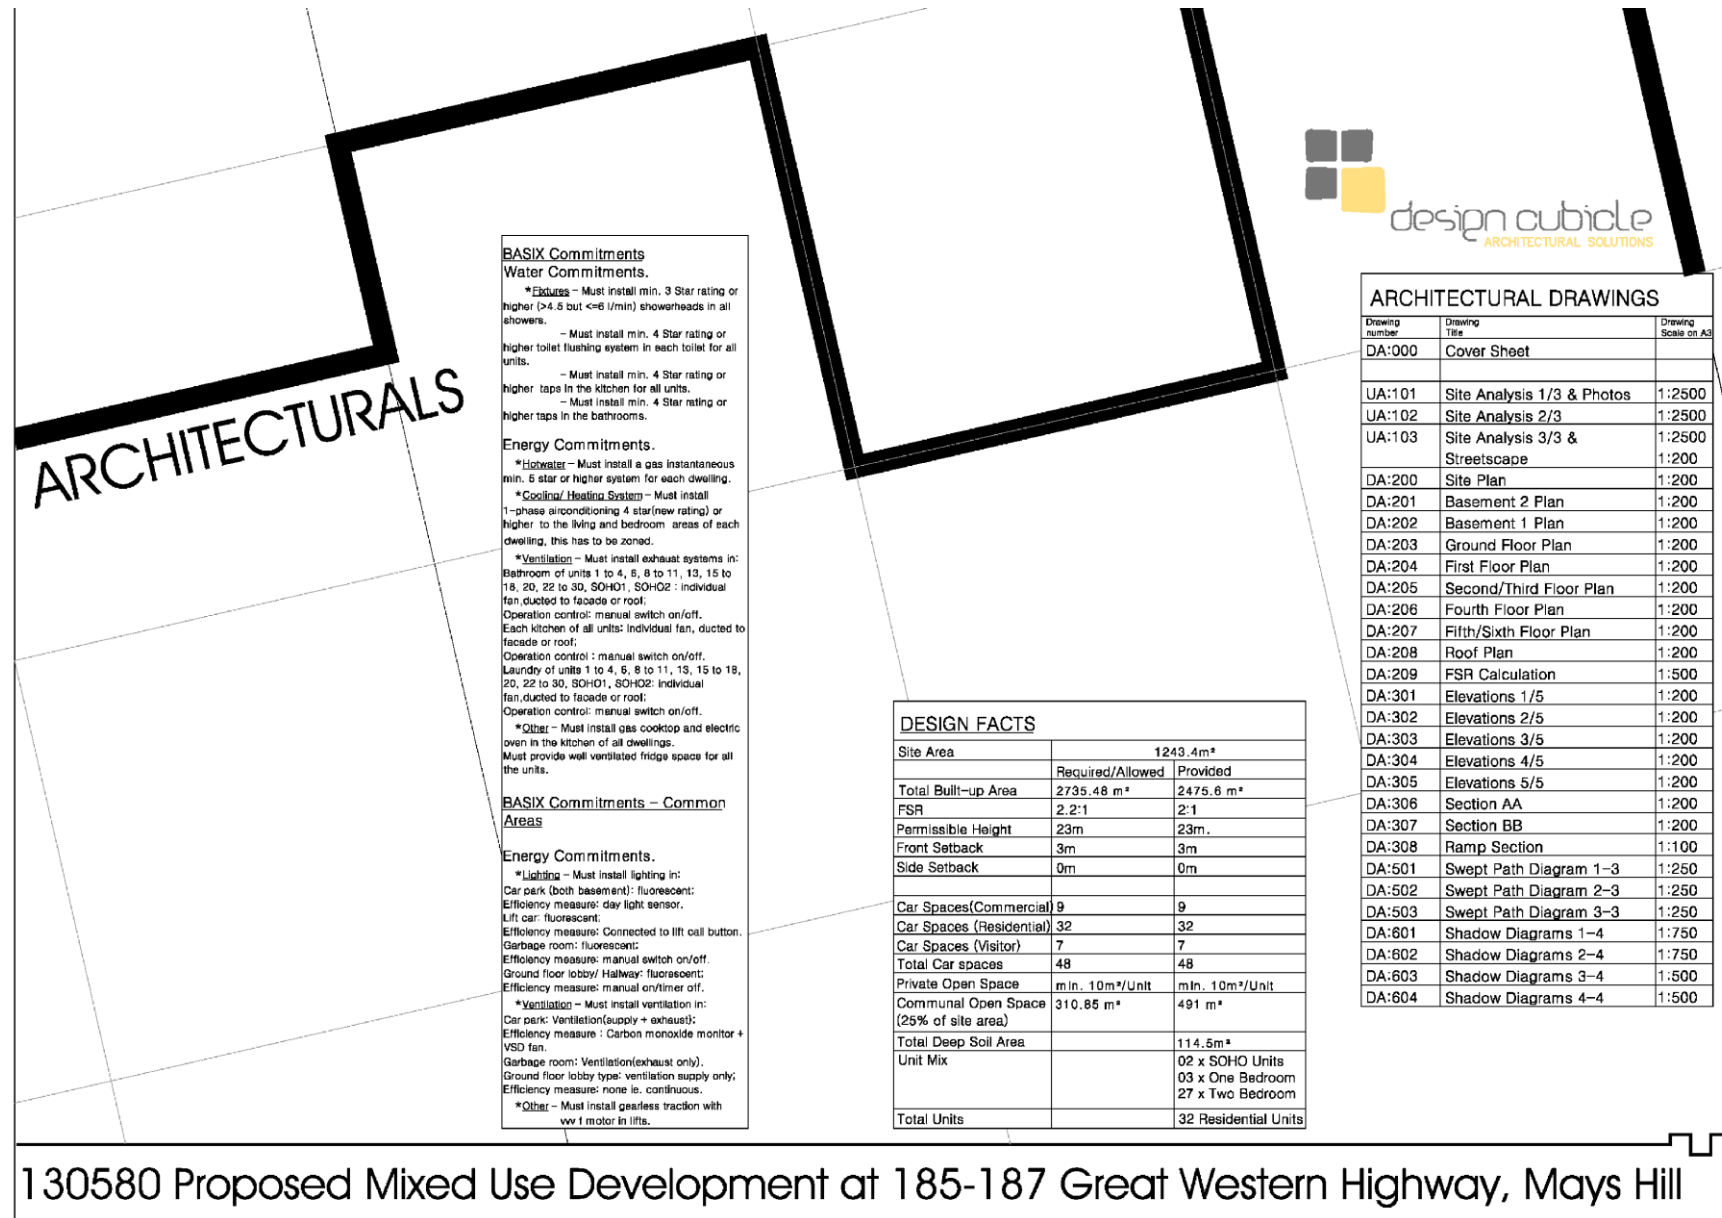 design cubicle
ARCHITECTURAL SOLUTIONS
ARCHITECTURALS
BASIX Commitments
Water Commitments.
*Fixtures – Must install min. 3 Star rating or
higher (>4.5 but <=6 l/min) showerheads in all
showers.
– Must install min. 4 Star rating or
higher toilet flushing system in each toilet for all
units.
– Must install min. 4 Star rating or
higher taps in the kitchen for all units.
– Must install min. 4 Star rating or
higher taps in the bathrooms.
Energy Commitments.
*Hotwater – Must install a gas instantaneous
min. 5 star or higher system for each dwelling.
*Cooling/ Heating System – Must install
1–phase airconditioning 4 star(new rating) or
higher to the living and bedroom areas of each
dwelling, this has to be zoned.
*Ventilation – Must install exhaust systems in:
Bathroom of units 1 to 4, 6, 8 to 11, 13, 15 to
18, 20, 22 to 30, SOHO1, SOHO2 : individual
fan,ducted to facade or roof;
Operation control: manual switch on/off.
Each kitchen of all units: individual fan, ducted to
facade or roof;
Operation control : manual switch on/off.
Laundry of units 1 to 4, 6, 8 to 11, 13, 15 to 18,
20, 22 to 30, SOHO1, SOHO2: individual
fan,ducted to facade or roof;
Operation control: manual switch on/off.
*Other – Must install gas cooktop and electric
oven in the kitchen of all dwellings.
Must provide well ventilated fridge space for all
the units.
BASIX Commitments – Common
Areas
Energy Commitments.
*Lighting – Must install lighting in:
Car park (both basement): fluorescent;
Efficiency measure: day light sensor.
Lift car: fluorescent;
Efficiency measure: Connected to lift call button.
Garbage room: fluorescent;
Efficiency measure: manual switch on/off.
Ground floor lobby/ Hallway: fluorescent;
Efficiency measure: manual on/timer off.
*Ventilation – Must install ventilation in:
Car park: Ventilation(supply + exhaust);
Efficiency measure : Carbon monoxide monitor +
VSD fan.
Garbage room: Ventilation(exhaust only).
Ground floor lobby type: ventilation supply only;
Efficiency measure: none ie. continuous.
*Other – Must install gearless traction with
vvv f motor in lifts.
DESIGN FACTS
Site Area 1243.4m²
Required/Allowed Provided
Total Built–up Area 2735.48 m² 2475.6 m²
FSR 2.2:1 2:1
Permissible Height 23m 23m.
Front Setback 3m 3m
Side Setback 0m 0m
Car Spaces(Commercial) 9 9
Car Spaces (Residential) 32 32
Car Spaces (Visitor) 7 7
Total Car spaces 48 48
Private Open Space min. 10m²/Unit min. 10m²/Unit
Communal Open Space 310.85 m² 491 m²
(25% of site area)
Total Deep Soil Area 114.5m²
Unit Mix 02 x SOHO Units
03 x One Bedroom
27 x Two Bedroom
Total Units 32 Residential Units
ARCHITECTURAL DRAWINGS
Drawing number Drawing Title Drawing Scale on A3
DA:000 Cover Sheet
UA:101 Site Analysis 1/3 & Photos 1:2500
UA:102 Site Analysis 2/3 1:2500
UA:103 Site Analysis 3/3 & 1:2500
Streetscape 1:200
DA:200 Site Plan 1:200
DA:201 Basement 2 Plan 1:200
DA:202 Basement 1 Plan 1:200
DA:203 Ground Floor Plan 1:200
DA:204 First Floor Plan 1:200
DA:205 Second/Third Floor Plan 1:200
DA:206 Fourth Floor Plan 1:200
DA:207 Fifth/Sixth Floor Plan 1:200
DA:208 Roof Plan 1:200
DA:209 FSR Calculation 1:500
DA:301 Elevations 1/5 1:200
DA:302 Elevations 2/5 1:200
DA:303 Elevations 3/5 1:200
DA:304 Elevations 4/5 1:200
DA:305 Elevations 5/5 1:200
DA:306 Section AA 1:200
DA:307 Section BB 1:200
DA:308 Ramp Section 1:100
DA:501 Swept Path Diagram 1–3 1:250
DA:502 Swept Path Diagram 2–3 1:250
DA:503 Swept Path Diagram 3–3 1:250
DA:601 Shadow Diagrams 1–4 1:750
DA:602 Shadow Diagrams 2–4 1:750
DA:603 Shadow Diagrams 3–4 1:500
DA:604 Shadow Diagrams 4–4 1:500
130580 Proposed Mixed Use Development at 185-187 Great Western Highway, Mays Hill